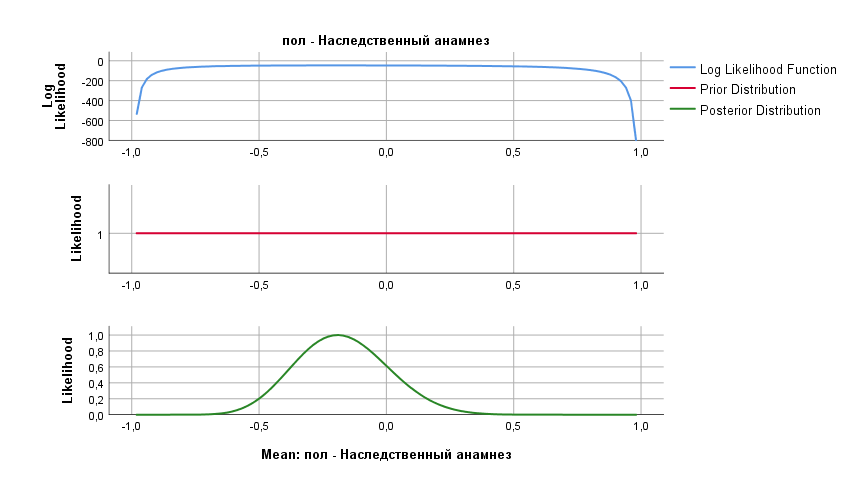 пол - Наследственный анамнез
Log Likelihood
0
-200
-400
-600
-800
-1,0 -0,5 0,0 0,5 1,0
Log Likelihood Function
Prior Distribution
Posterior Distribution
Likelihood
1
-1,0 -0,5 0,0 0,5 1,0
Likelihood
1,0
0,8
0,6
0,4
0,2
0,0
-1,0 -0,5 0,0 0,5 1,0
Mean: пол - Наследственный анамнез